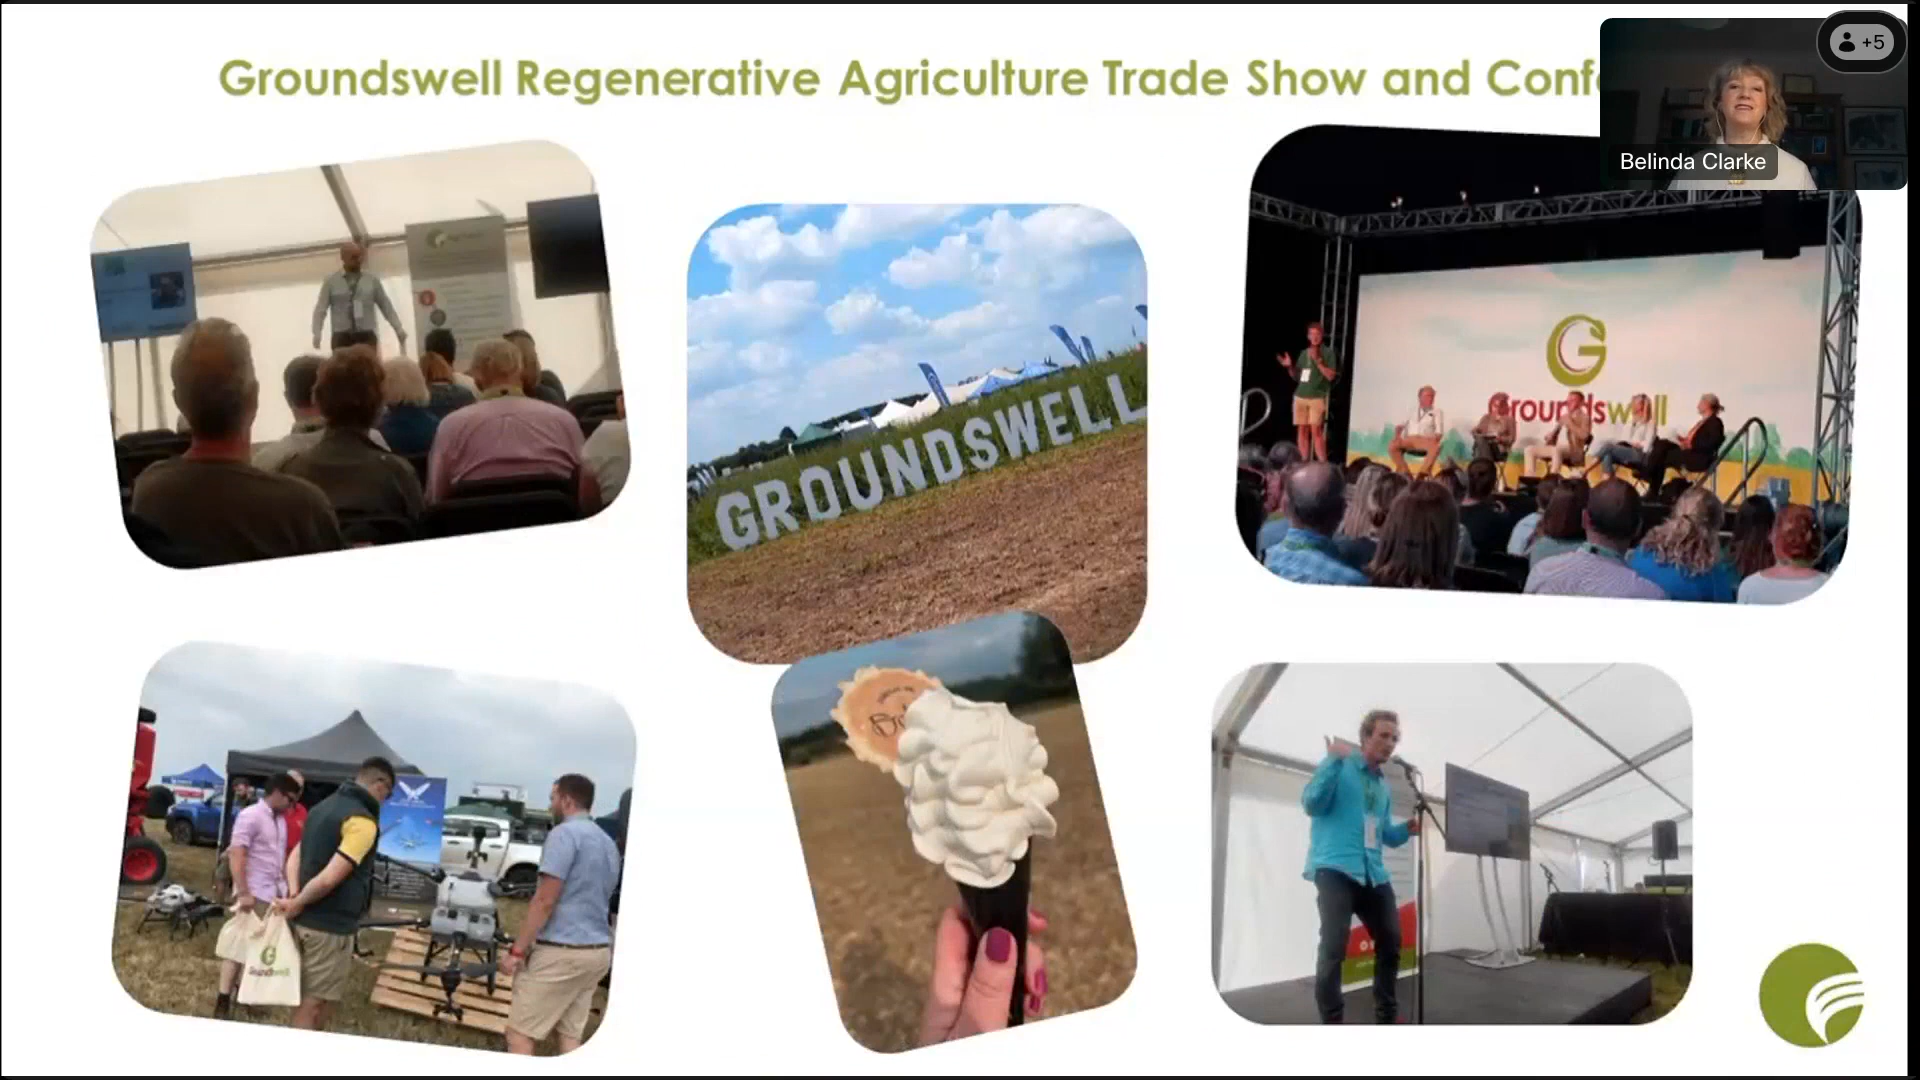 +5
Groundswell Regenerative Agriculture Trade Show and Conf
Belinda Clarke
GROUNDSWELL
G
Groundswell
G
Groundswell